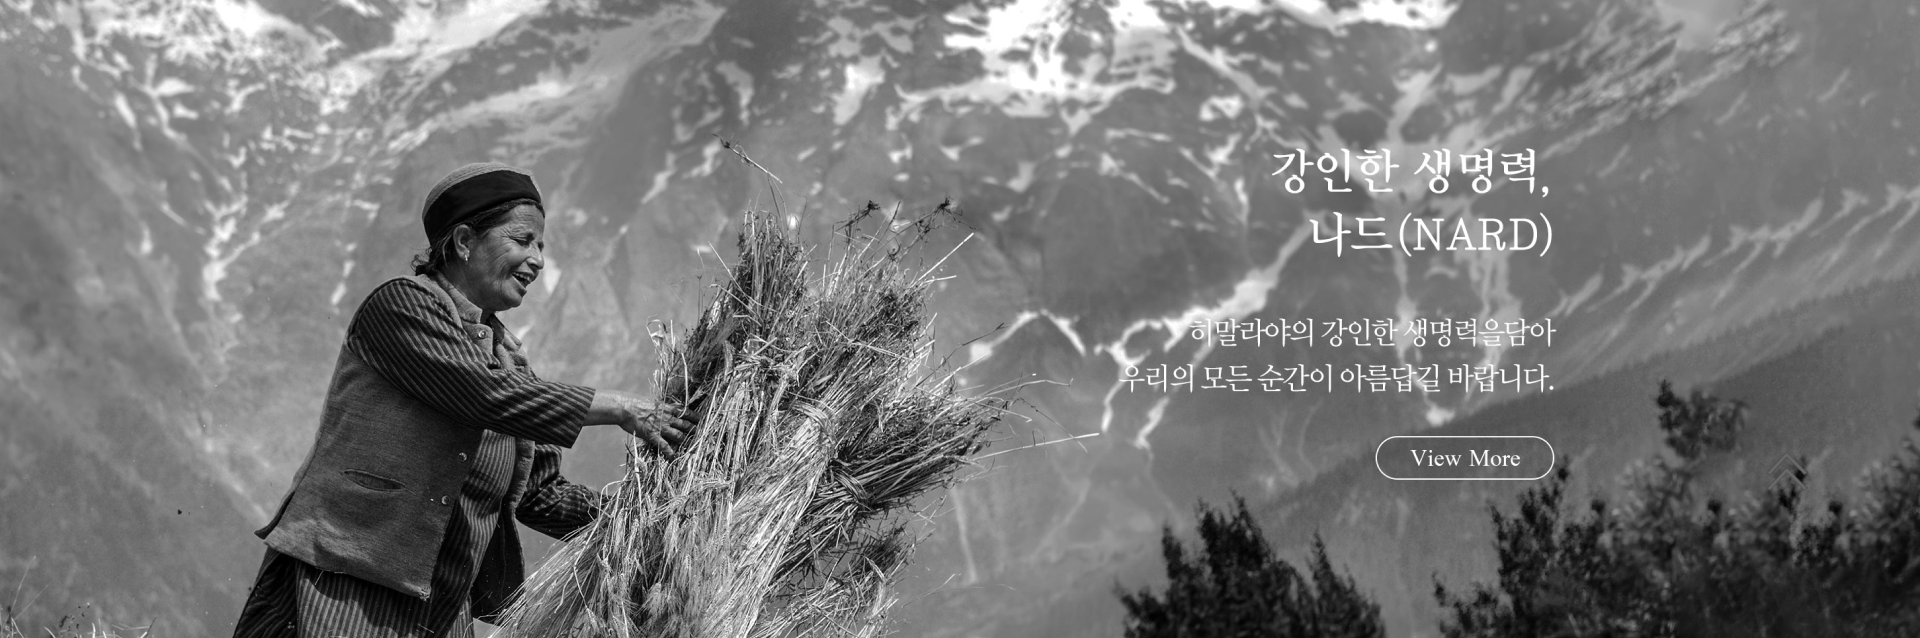 강인한 생명력,
나드(NARD)
히말라야의 강인한 생명력을담아
우리의 모든 순간이 아름답길 바랍니다.
View More